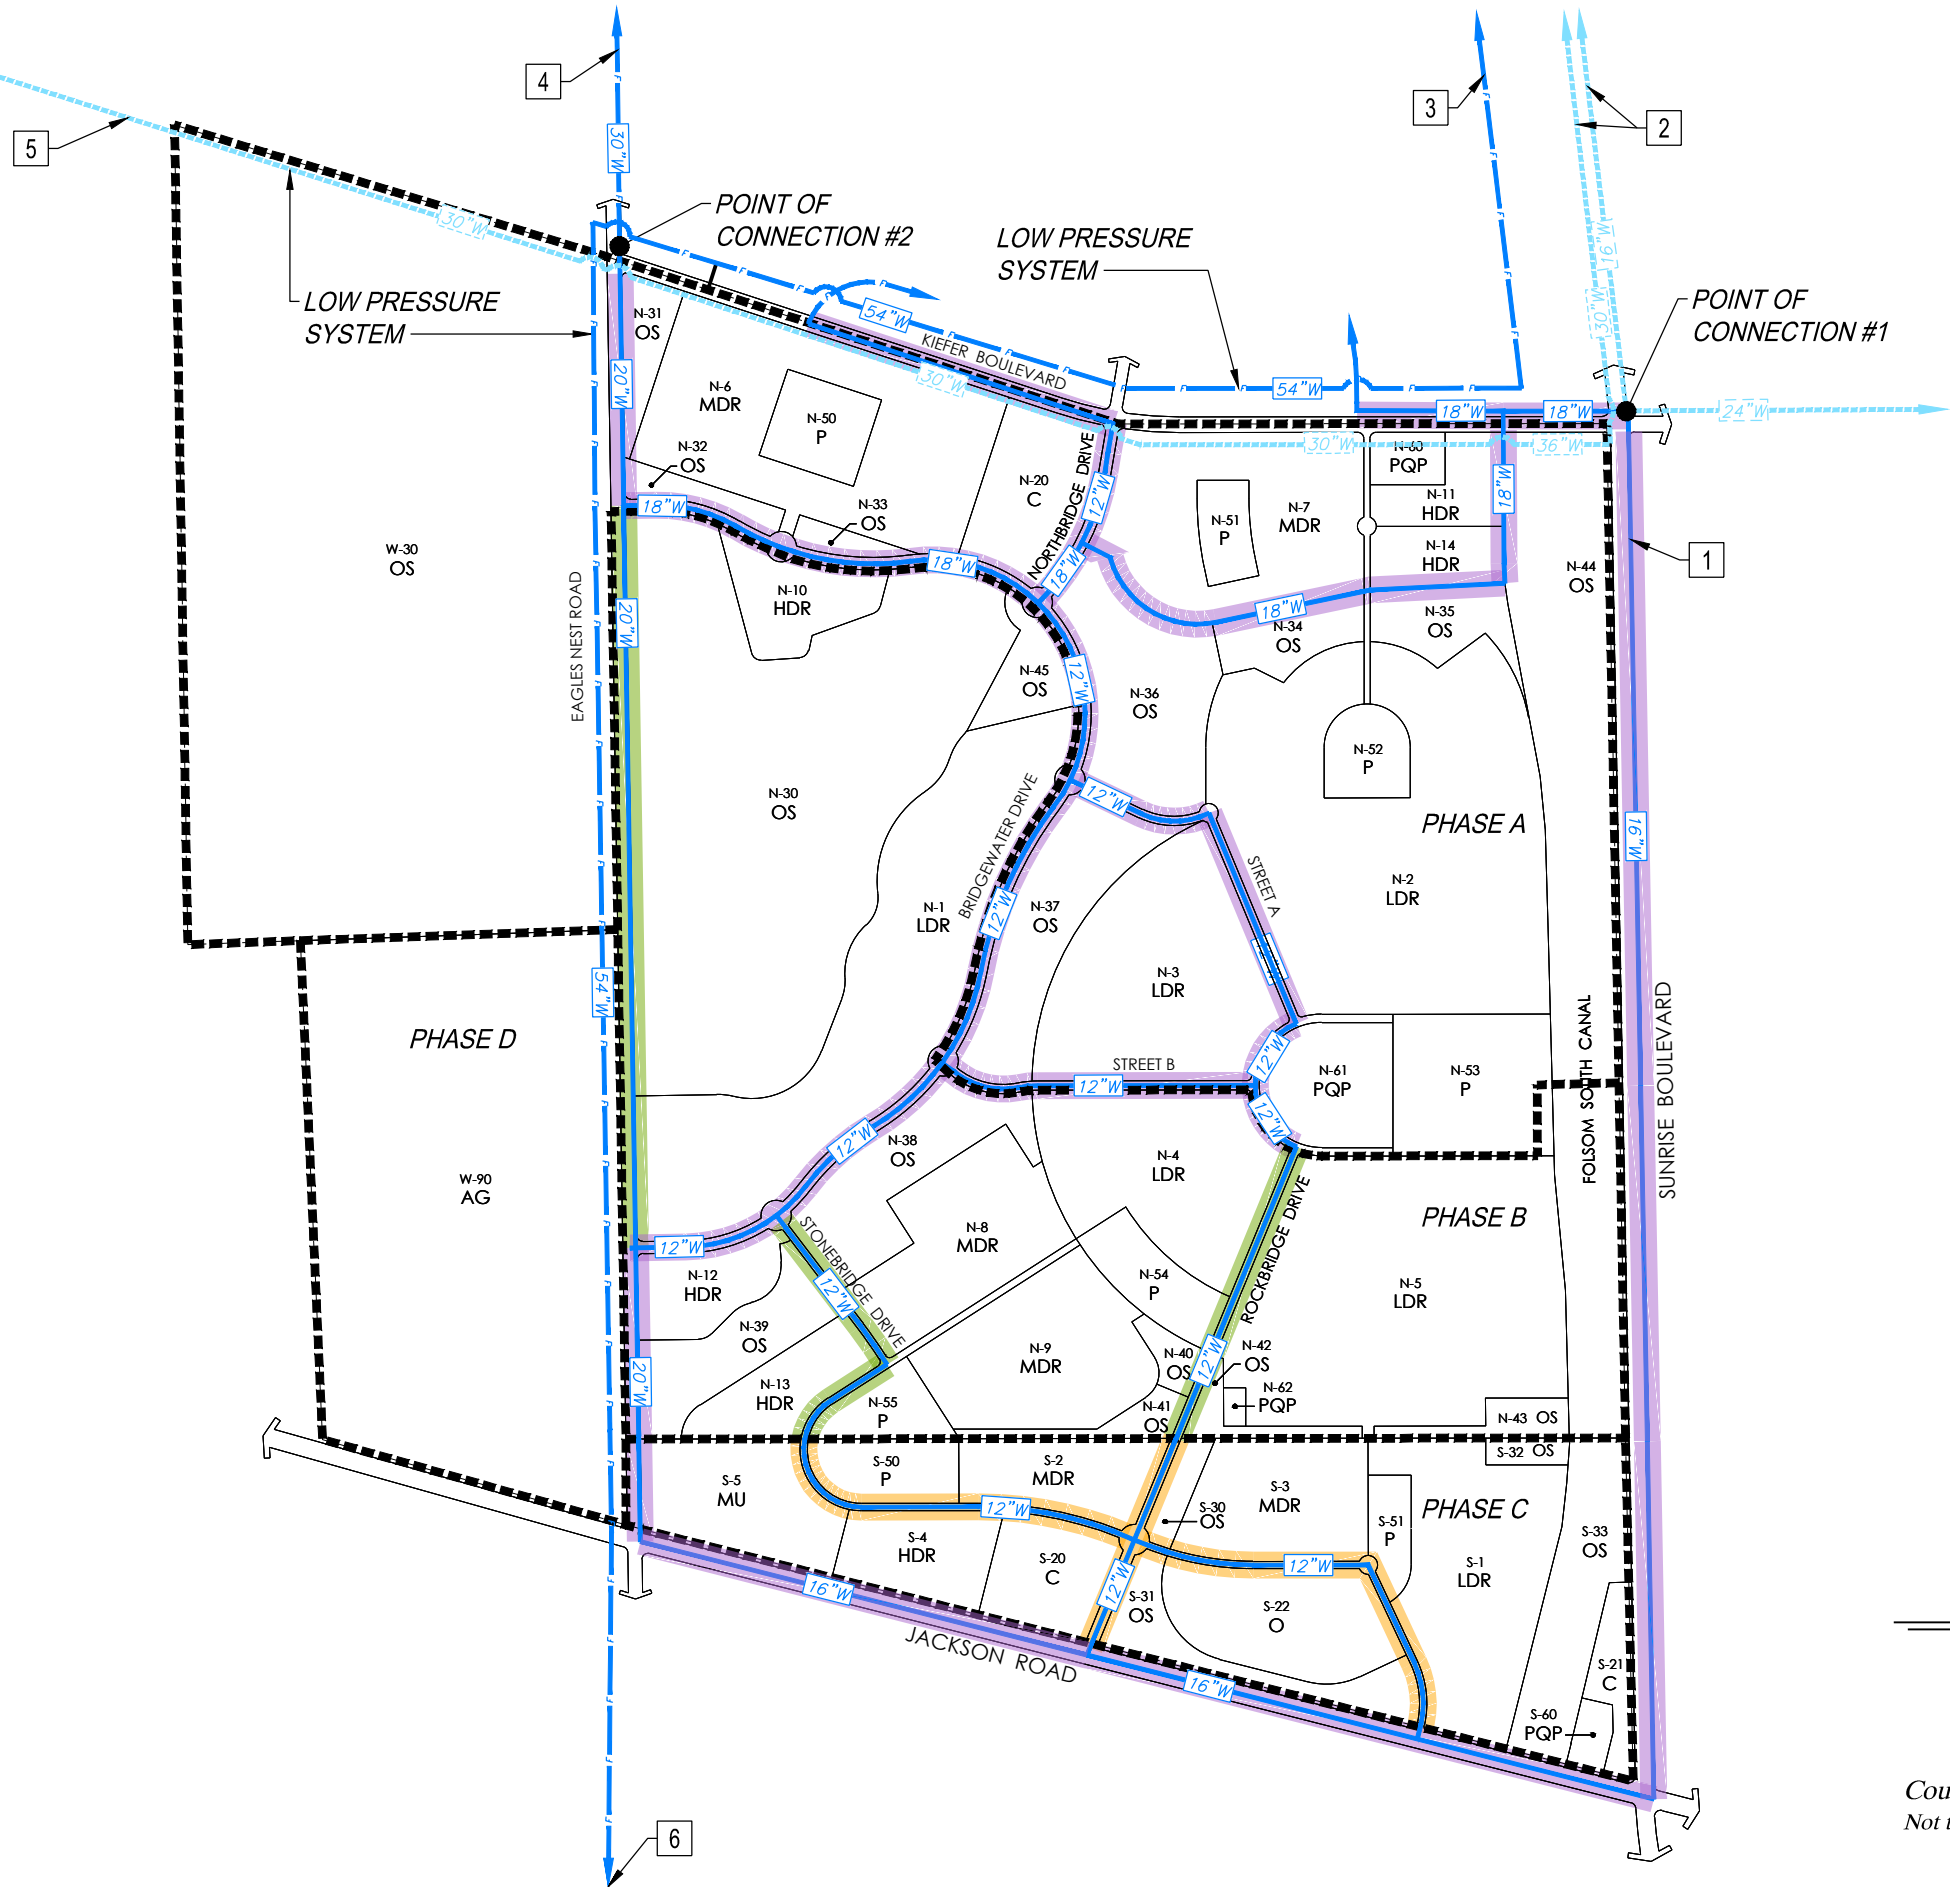 4
3
2
5
30"W
POINT OF
CONNECTION #2
LOW PRESSURE
SYSTEM
30"W
16"W
30"W
POINT OF
CONNECTION #1
LOW PRESSURE
SYSTEM
54"W
KIEFER BOULEVARD
30"W
54"W
18"W
18"W
24"W
30"W
36"W
N-31
OS
20"W
N-6
MDR
N-50
P
N-32
OS
N-33
OS
N-20
C
NORTHBRIDGE DRIVE
12"W
N-51
P
N-7
MDR
N-63
PQP
N-11
HDR
18"W
N-14
HDR
N-44
OS
1
W-30
OS
18"W
18"W
18"W
18"W
N-10
HDR
EAGLES NEST ROAD
20"W
N-34
OS
N-35
OS
N-45
OS
12"W
N-36
OS
N-52
P
N-30
OS
12"W
PHASE A
16"W
BRIDGEWATER DRIVE
STREET A
N-2
LDR
N-1
LDR
12"W
N-37
OS
12"W
N-3
LDR
54"W
PHASE D
FOLSOM SOUTH CANAL
SUNRISE BOULEVARD
STREET B
12"W
12"W
N-61
PQP
N-53
P
12"W
12"W
N-38
OS
N-4
LDR
W-90
AG
N-8
MDR
STONEBRIDGE DRIVE
ROCKBRIDGE DRIVE
PHASE B
12"W
N-12
HDR
12"W
N-54
P
N-5
LDR
N-39
OS
N-9
MDR
N-40
OS
12"W
N-42
OS
20"W
N-13
HDR
N-55
P
N-41
OS
N-62
PQP
N-43 OS
S-32 OS
S-5
MU
S-50
P
S-2
MDR
S-3
MDR
PHASE C
12"W
S-30
OS
S-51
P
S-33
OS
S-4
HDR
S-20
C
12"W
12"W
S-1
LDR
16"W
S-31
OS
S-22
O
JACKSON ROAD
16"W
S-21
C
S-60
PQP
6
Cou
Not t